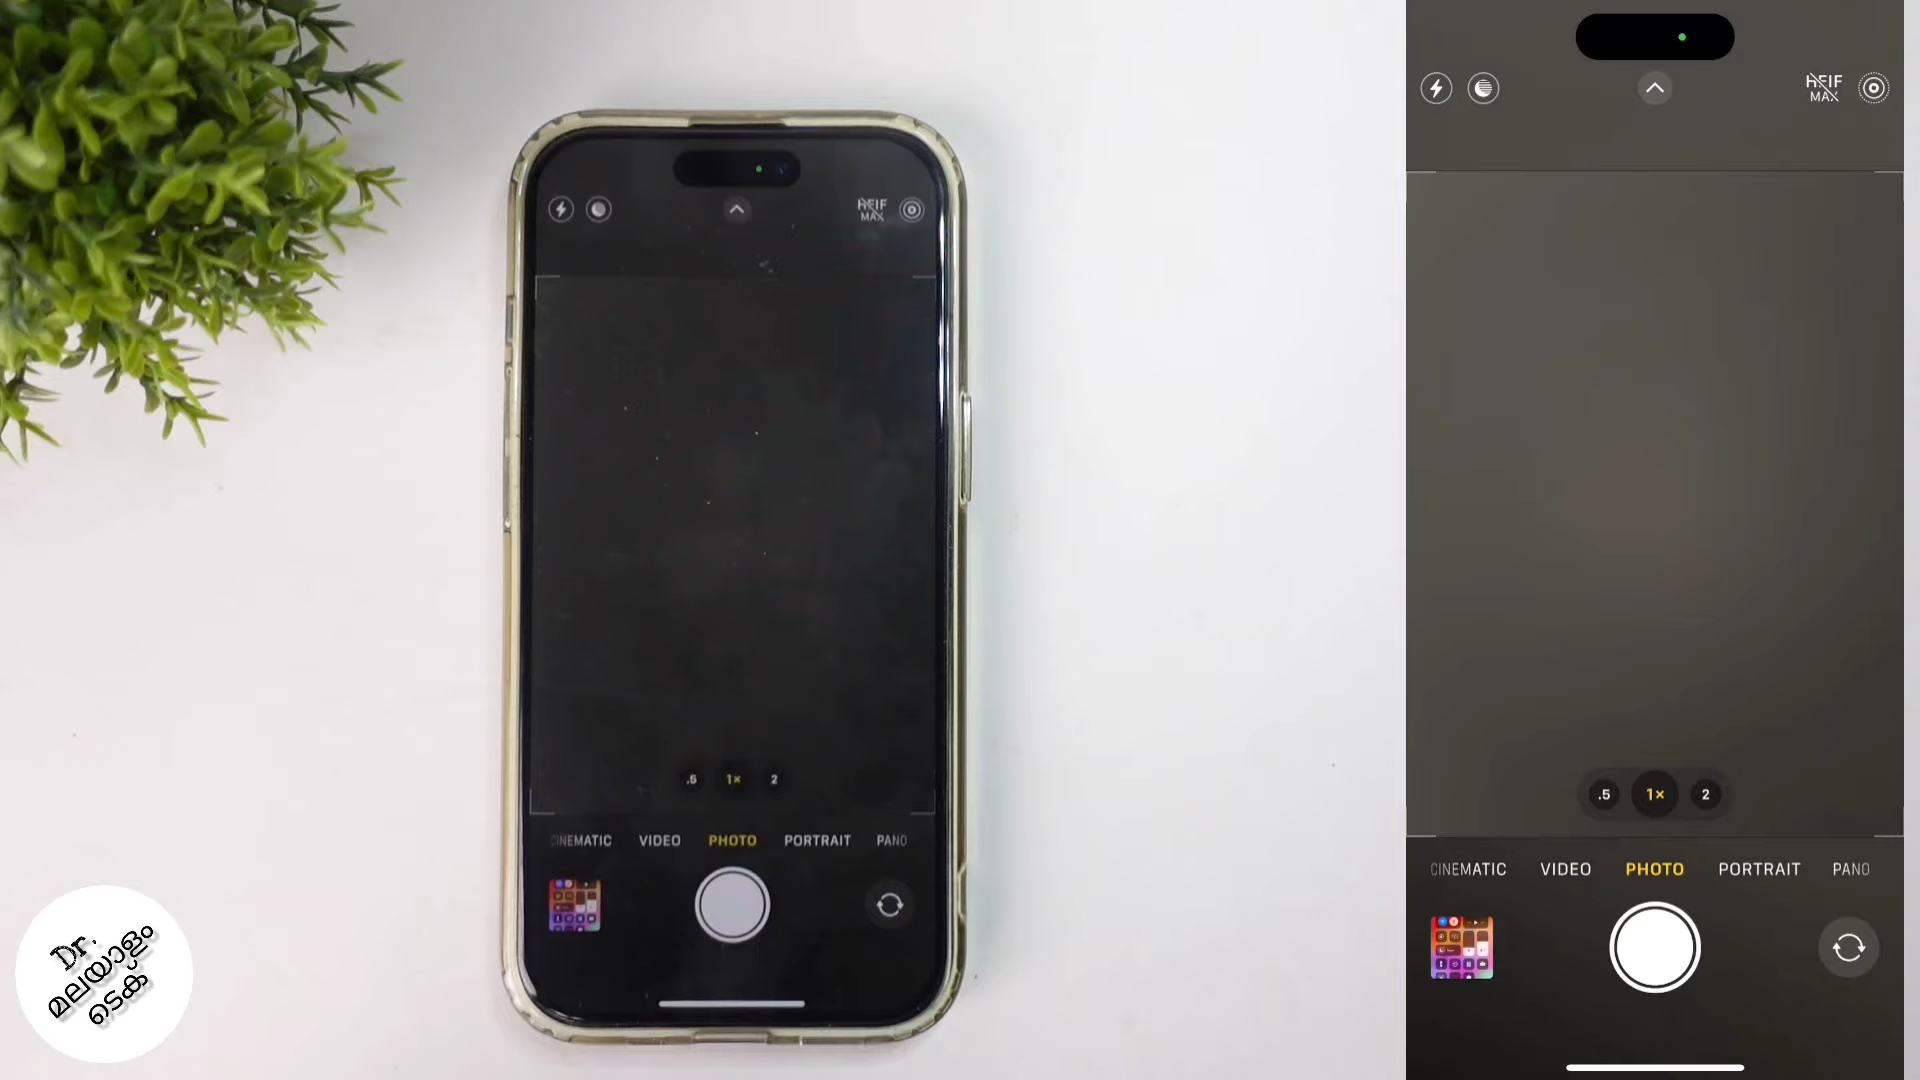 HEIF
MAX
.5 1× 2
CINEMATIC VIDEO PHOTO PORTRAIT PANO
Dr.
മലയാളം
ടെക്
HEIF
MAX
.5 1× 2
CINEMATIC VIDEO PHOTO PORTRAIT PANO